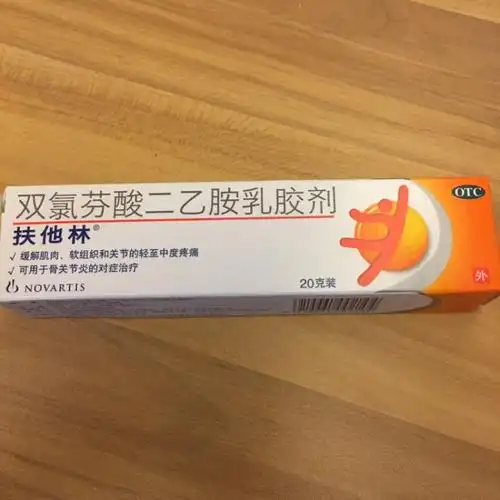 双氯芬酸二乙胺乳胶剂
OTC
扶他林®
✓ 缓解肌肉、软组织和关节的轻至中度疼痛
✓ 可用于骨关节炎的对症治疗
NOVARTIS
20克装
外